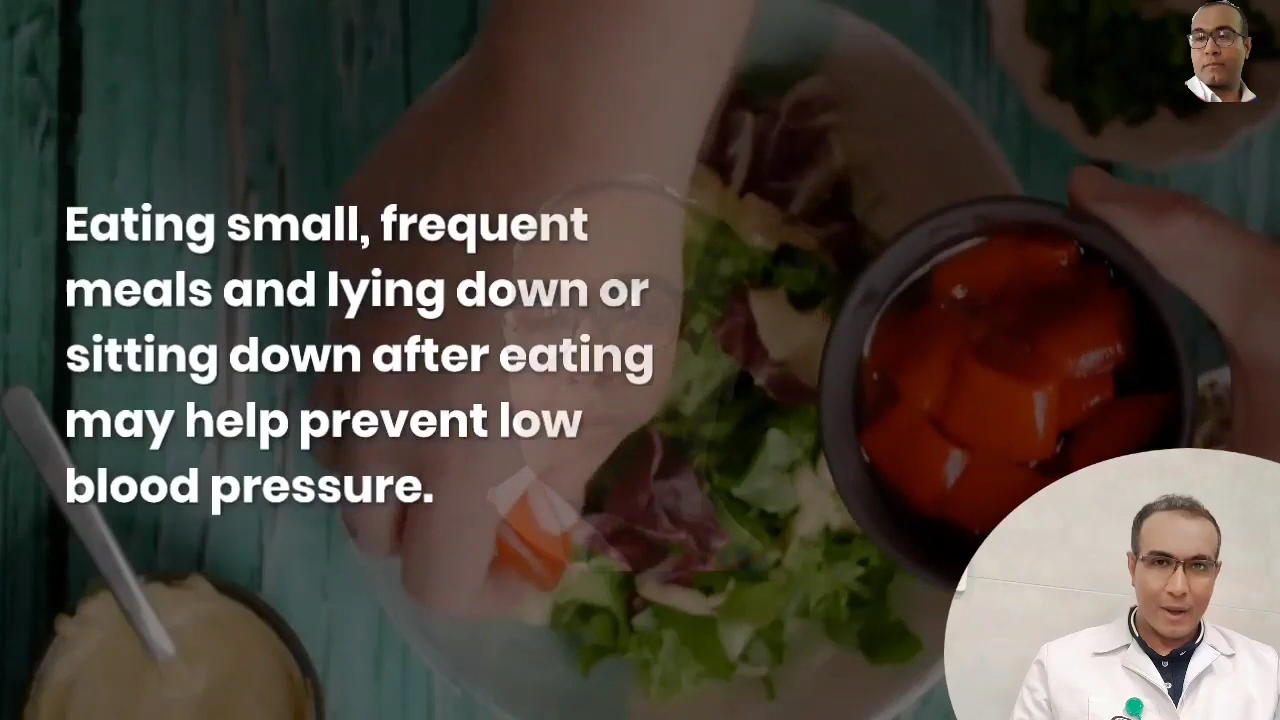 Eating small, frequent
meals and lying down or
sitting down after eating
may help prevent low
blood pressure.